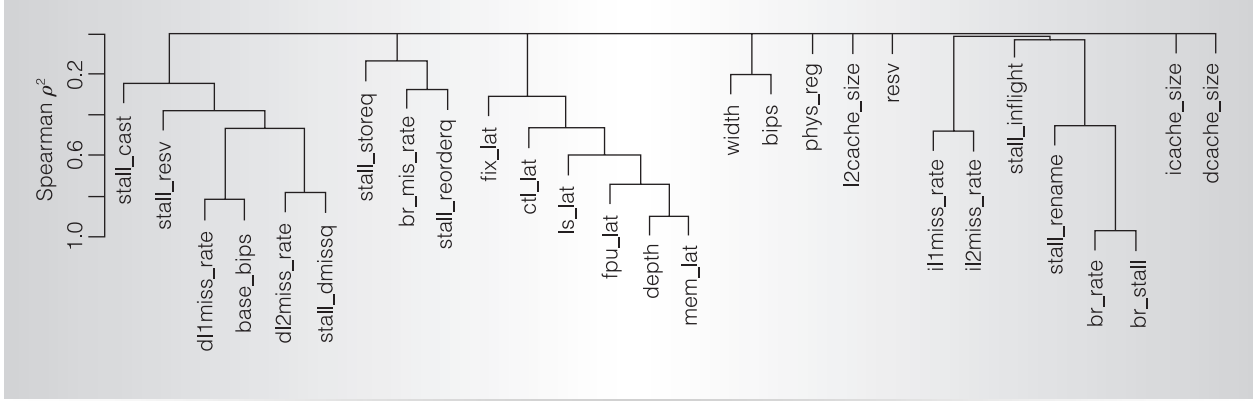 Spearman ρ²
0.2
0.6
1.0
stall_cast
stall_resv
dl1miss_rate
base_bips
dl2miss_rate
stall_dmissq
stall_storeq
br_mis_rate
stall_reorderq
fix_lat
ctl_lat
ls_lat
fpu_lat
depth
mem_lat
width
bips
phys_reg
l2cache_size
resv
il1miss_rate
il2miss_rate
stall_inflight
stall_rename
br_rate
br_stall
icache_size
dcache_size